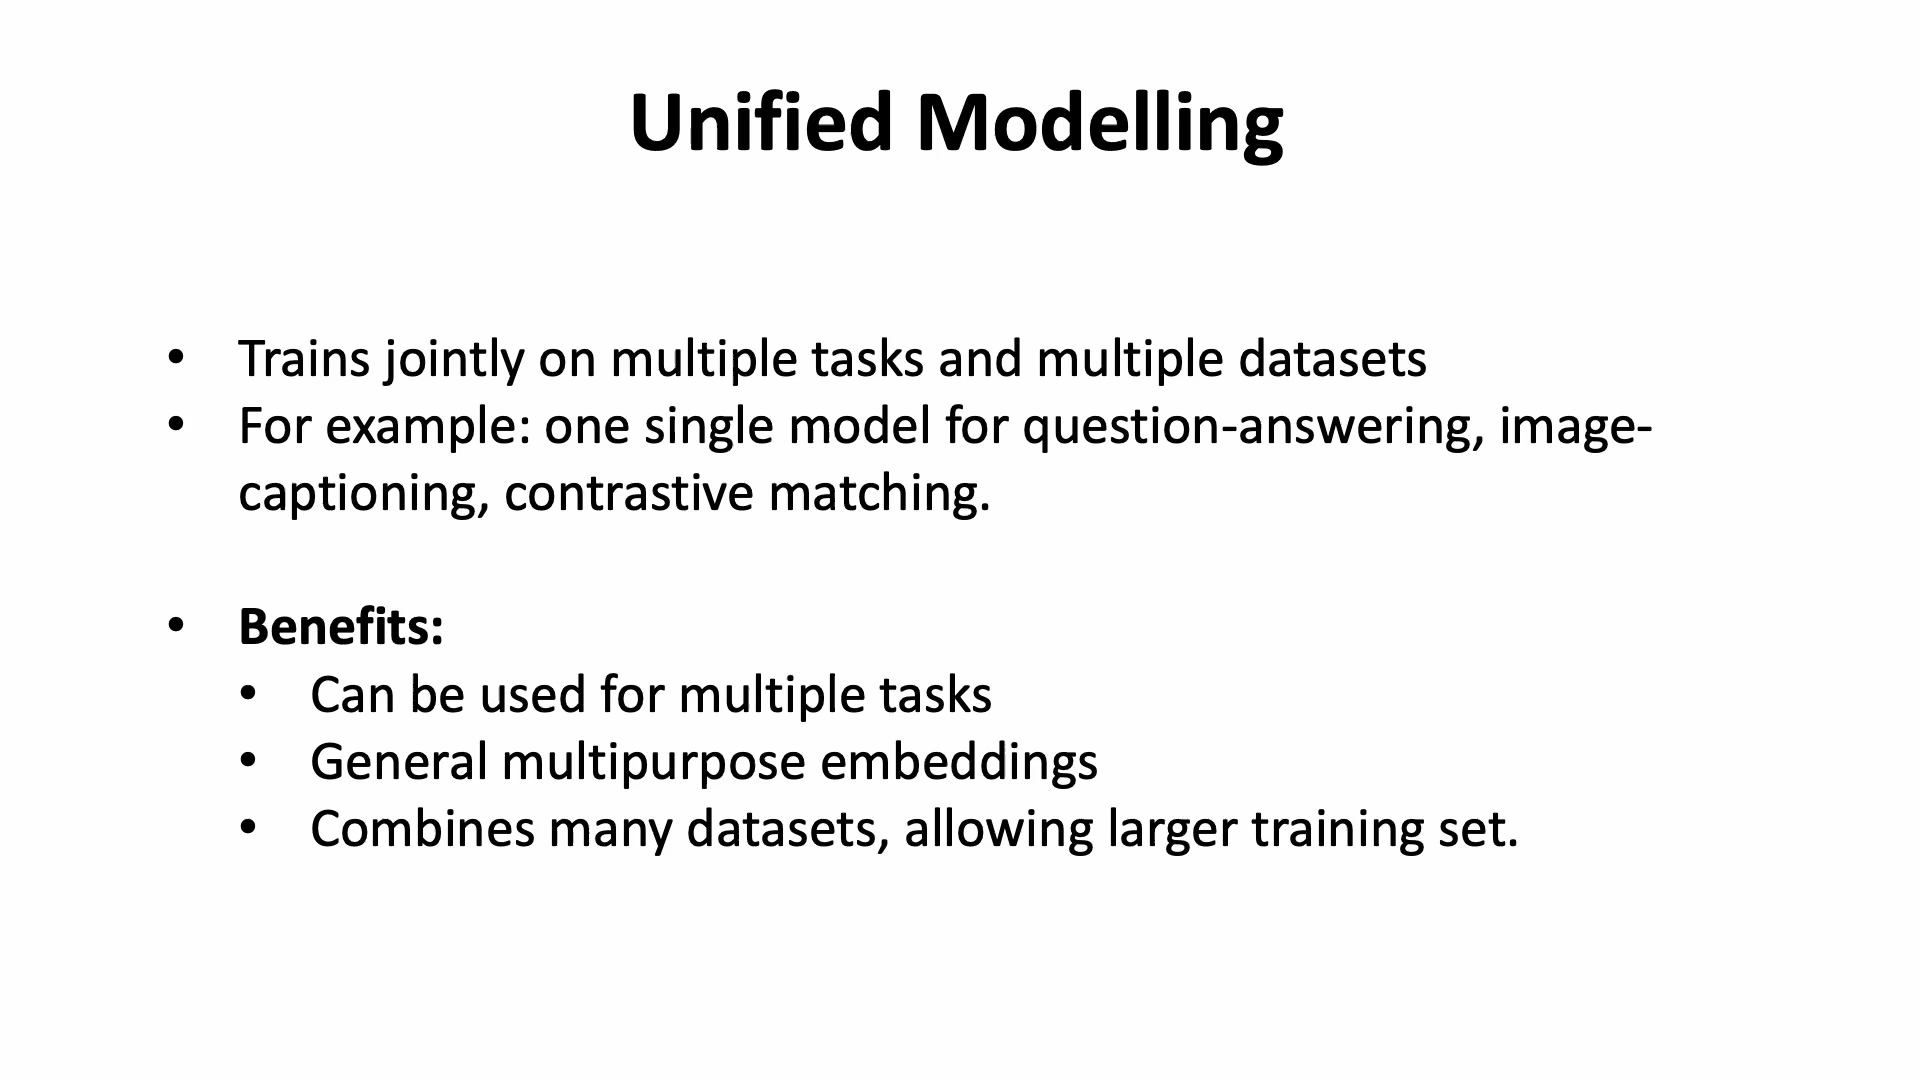 Unified Modelling
• Trains jointly on multiple tasks and multiple datasets
• For example: one single model for question-answering, image-
captioning, contrastive matching.
• Benefits:
• Can be used for multiple tasks
• General multipurpose embeddings
• Combines many datasets, allowing larger training set.